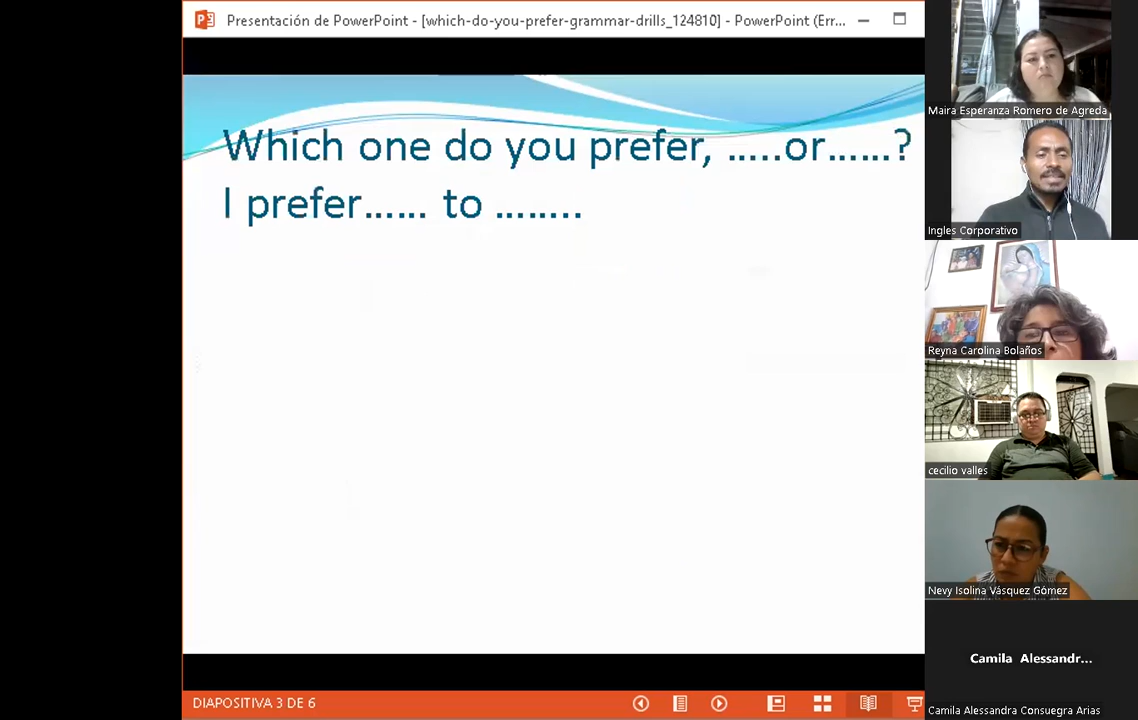 Presentación de PowerPoint - [which-do-you-prefer-grammar-drills_124810] - PowerPoint (Err...
Which one do you prefer, .....or......?
I prefer...... to ........
DIAPOSITIVA 3 DE 6
Maira Esperanza Romero de Agreda
Ingles Corporativo
Reyna Carolina Bolaños
cecilio valles
Nevy Isolina Vásquez Gómez
Camila Alessandr...
Camila Alessandra Consuegra Arias